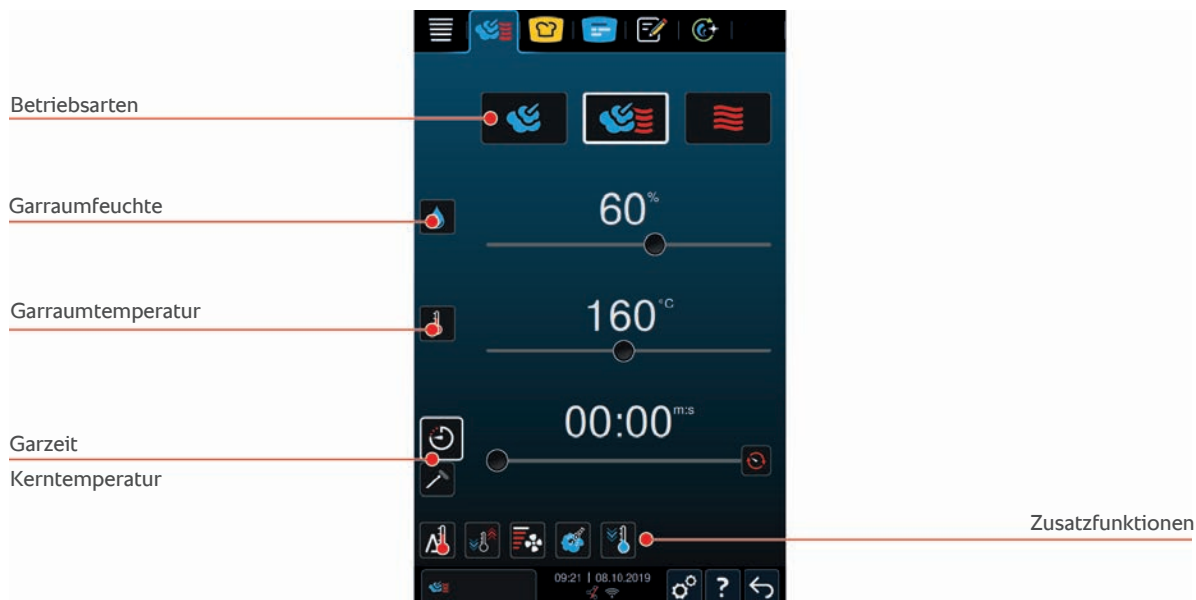 Betriebsarten
Garraumfeuchte
60%
Garraumtemperatur
160°C
00:00 m:s
Garzeit
Kerntemperatur
Zusatzfunktionen
09:21 | 08.10.2019
?